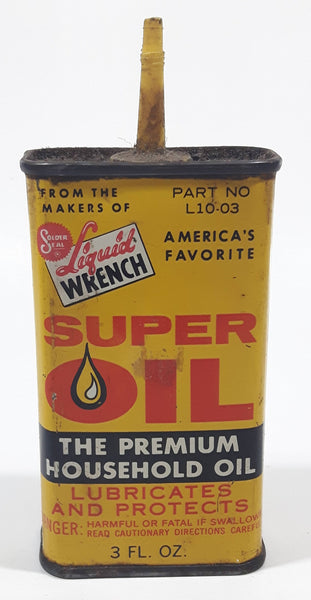 FROM THE
MAKERS OF
PART NO
L10-03
SOLDER
SEAL
Liquid
WRENCH
AMERICA'S
FAVORITE
SUPER
OIL
THE PREMIUM
HOUSEHOLD OIL
LUBRICATES
AND PROTECTS
NGER: HARMFUL OR FATAL IF SWALLOW
READ CAUTIONARY DIRECTIONS CAREFU
3 FL. OZ.